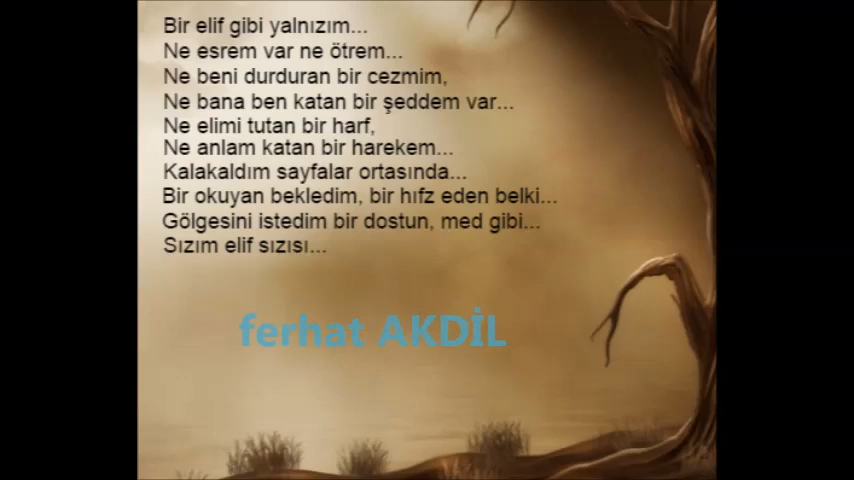 Bir elif gibi yalnızım...
Ne esrem var ne ötrem...
Ne beni durduran bir cezmim,
Ne bana ben katan bir şeddem var...
Ne elimi tutan bir harf,
Ne anlam katan bir harekem...
Kalakaldım sayfalar ortasında...
Bir okuyan bekledim, bir hıfz eden belki...
Gölgesini istedim bir dostun, med gibi...
Sızım elif sızısı...
ferhat AKDİL